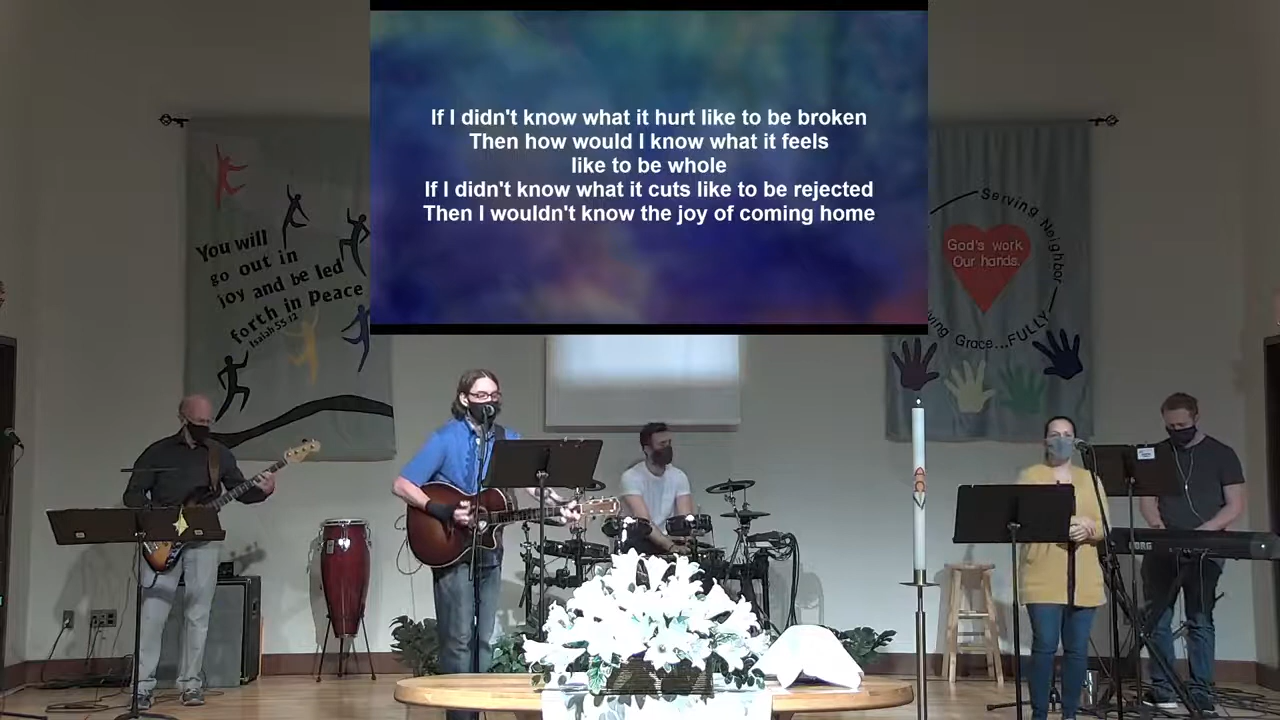 If I didn't know what it hurt like to be broken
Then how would I know what it feels
like to be whole
If I didn't know what it cuts like to be rejected
Then I wouldn't know the joy of coming home
You will
go out in
joy and be led
forth in Peace
Isaiah 55:12
Serving Neighbor
God's work.
Our hands.
ving Grace...FULLY
KORG